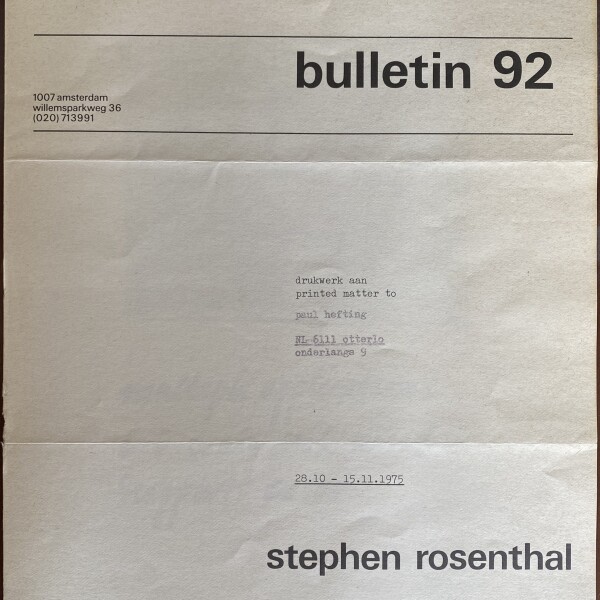 bulletin 92
1007 amsterdam
willemsparkweg 36
(020) 713991
drukwerk aan
printed matter to
paul hefting
NL 6111 otterlo
onderlangs 9
28.10 - 15.11.1975
stephen rosenthal